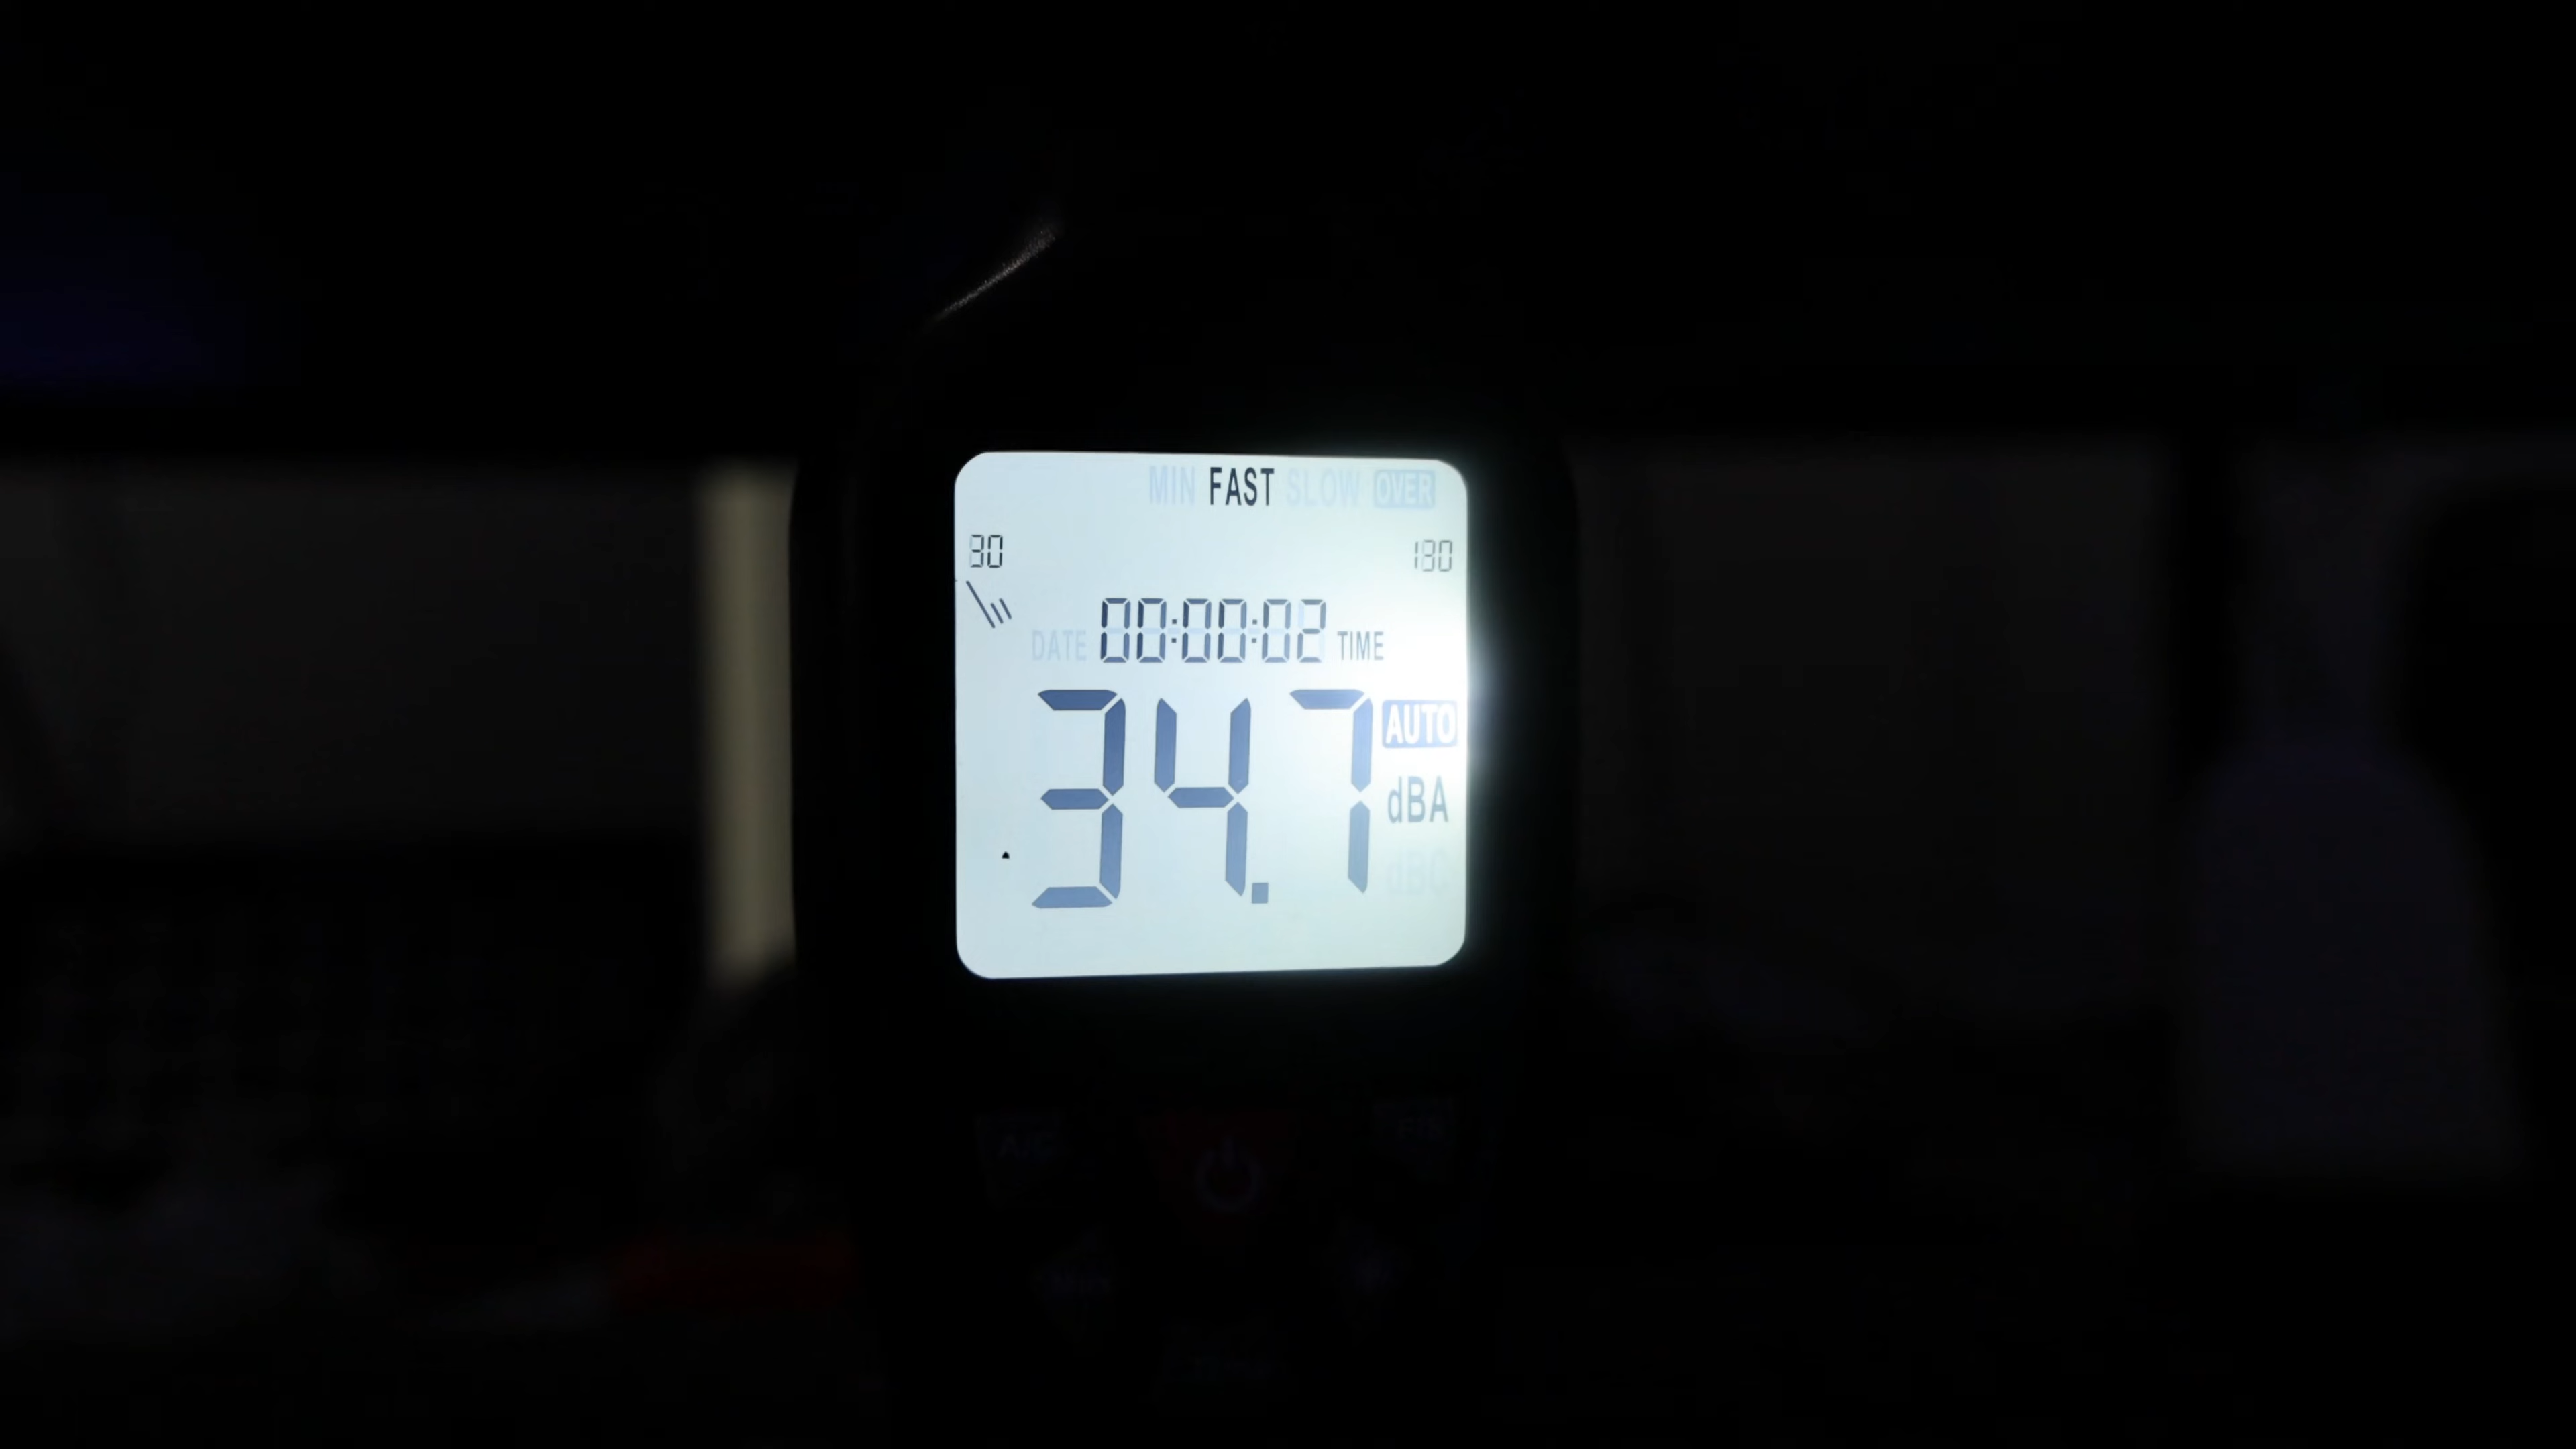 MIN FAST SLOW OVER
30 130
DATE 00:00:02 TIME
34.7 AUTO
dBA
dBC
A/C F/S